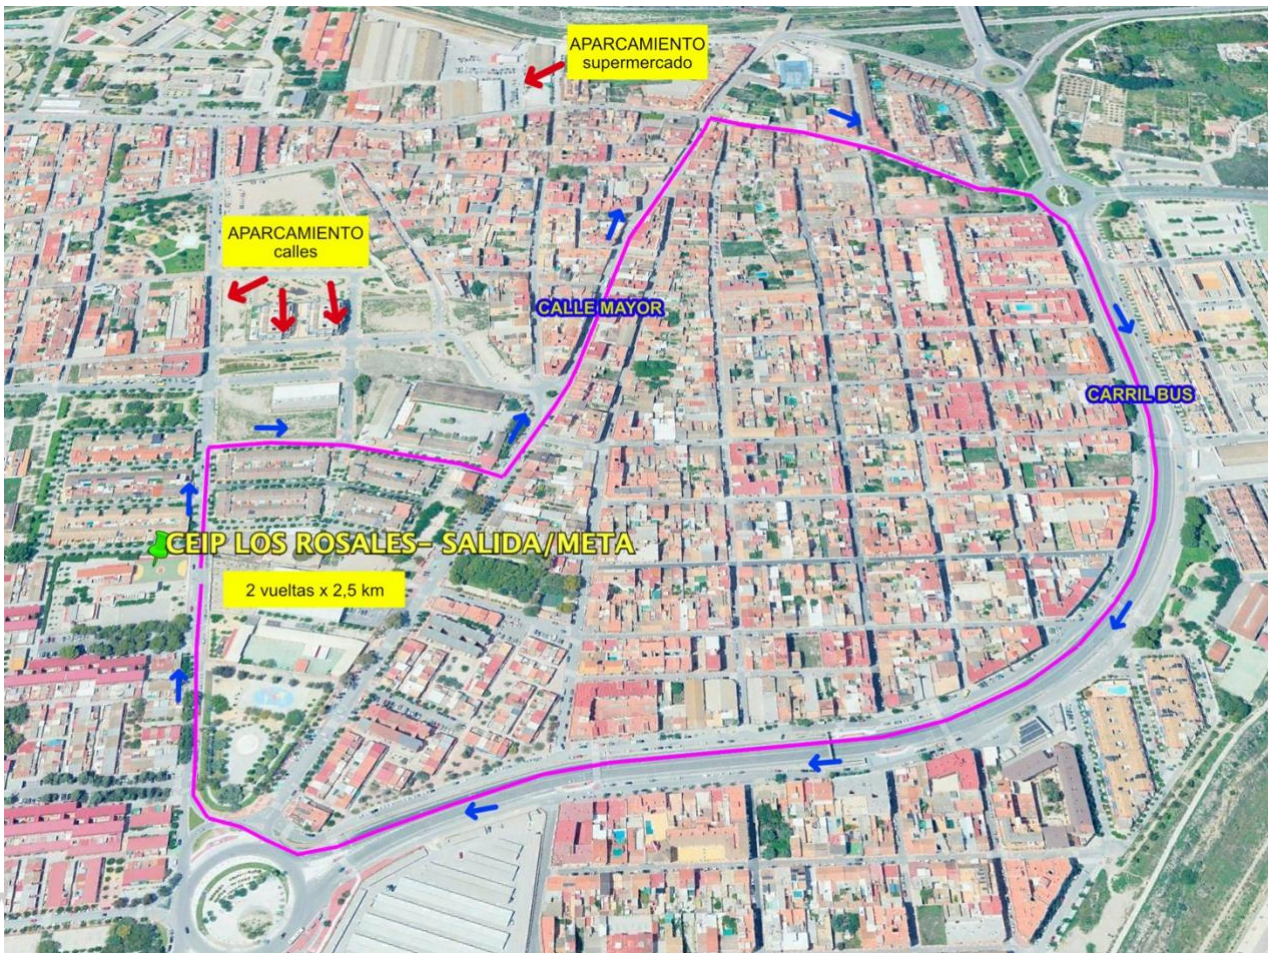 APARCAMIENTO
supermercado
APARCAMIENTO
calles
CALLE MAYOR
CARRIL BUS
CEIP LOS ROSALES– SALIDA/META
2 vueltas x 2,5 km